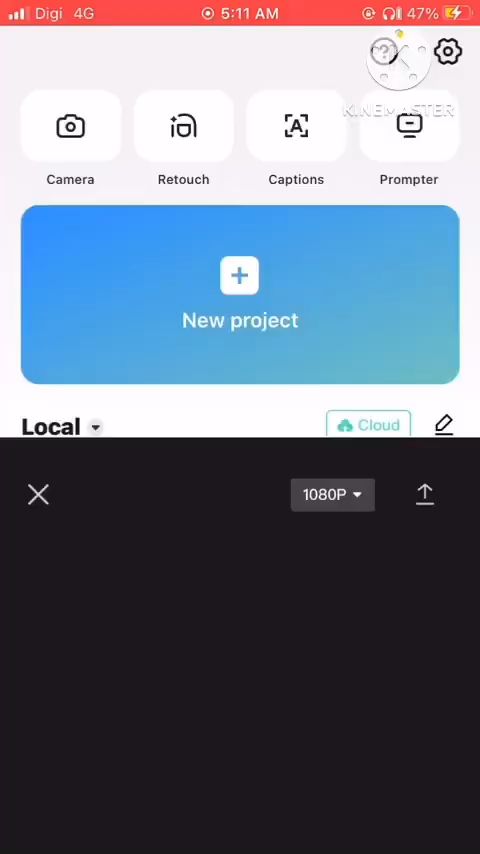 Digi 4G 5:11 AM 47%
KINEMASTER
Camera Retouch Captions Prompter
New project
Local Cloud
1080P